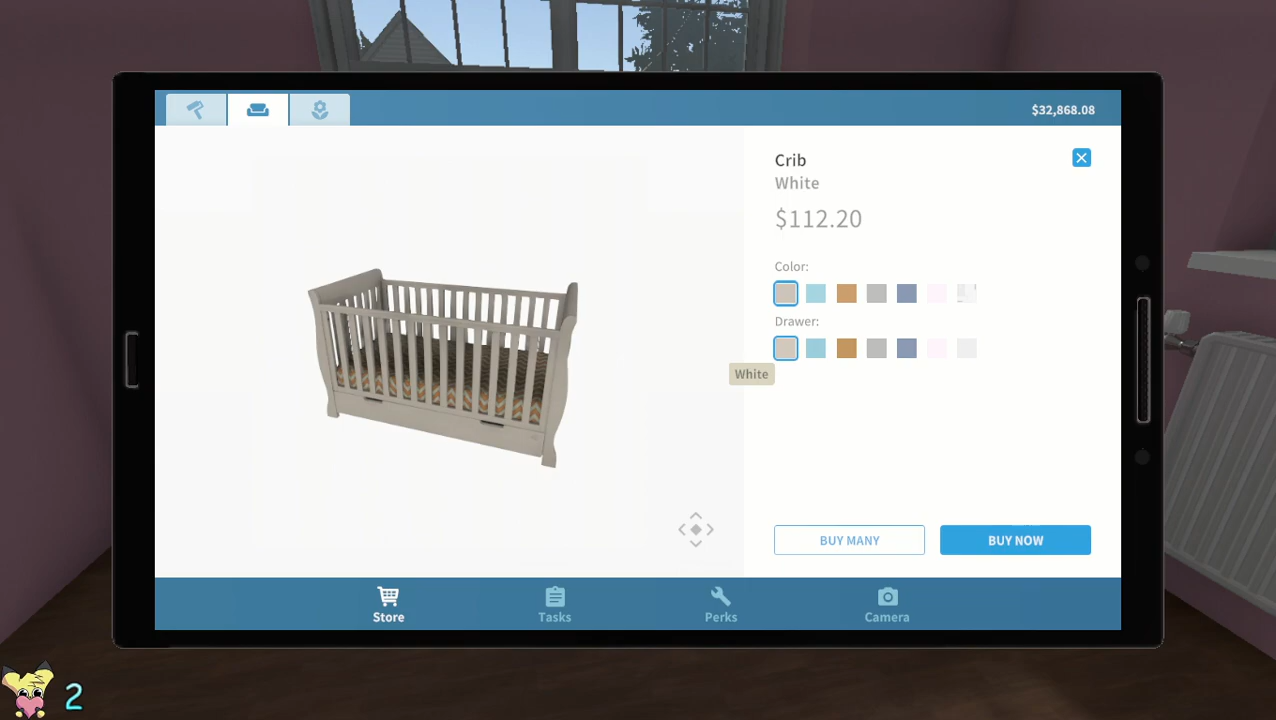 $32,868.08
Crib
White
$112.20
Color:
Drawer:
White
BUY MANY
BUY NOW
Store
Tasks
Perks
Camera
2